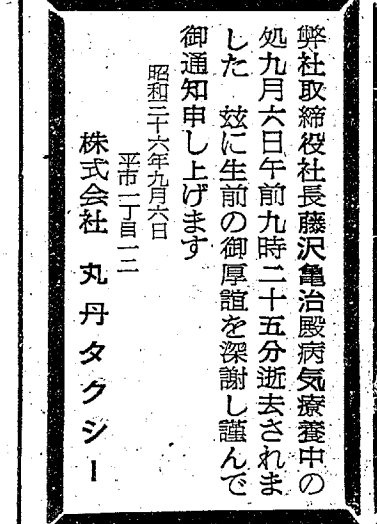 弊社取締役社長藤沢亀治殿病気療養中の
処九月六日午前九時二十五分逝去されま
した 玆に生前の御厚誼を深謝し謹んで
御通知申し上げます
昭和三十六年九月六日
平市一丁目一二
株式会社 丸丹タクシー